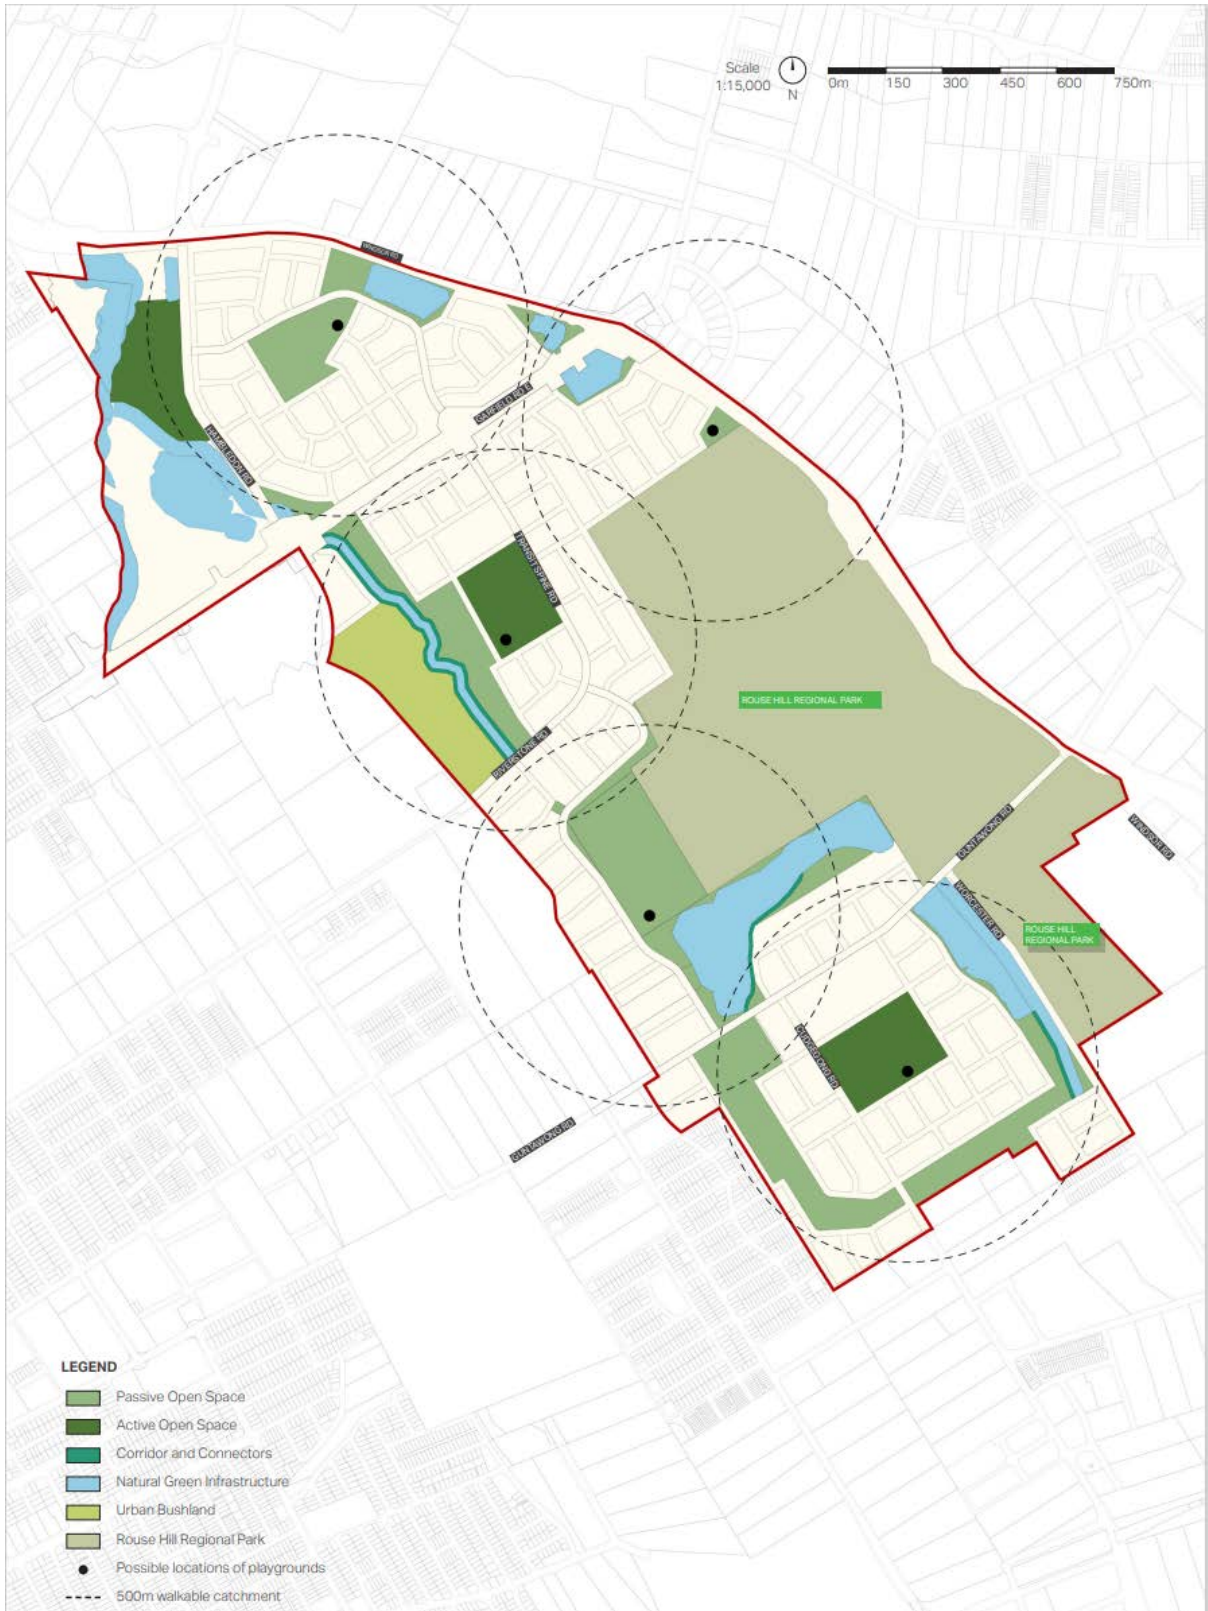 Scale
1:15,000
N
0m 150 300 450 600 750m
WINDSOR RD
GARFIELD RD E
HAMBLEDON RD
TRANSIT SPINE RD
ROUSE HILL REGIONAL PARK
RIVERSTONE RD
GUNTAWONG RD
WINDSOR RD
WORCESTER RD
ROUSE HILL
REGIONAL PARK
CUDGEGONG RD
GUNTAWONG RD
LEGEND
Passive Open Space
Active Open Space
Corridor and Connectors
Natural Green Infrastructure
Urban Bushland
Rouse Hill Regional Park
Possible locations of playgrounds
500m walkable catchment